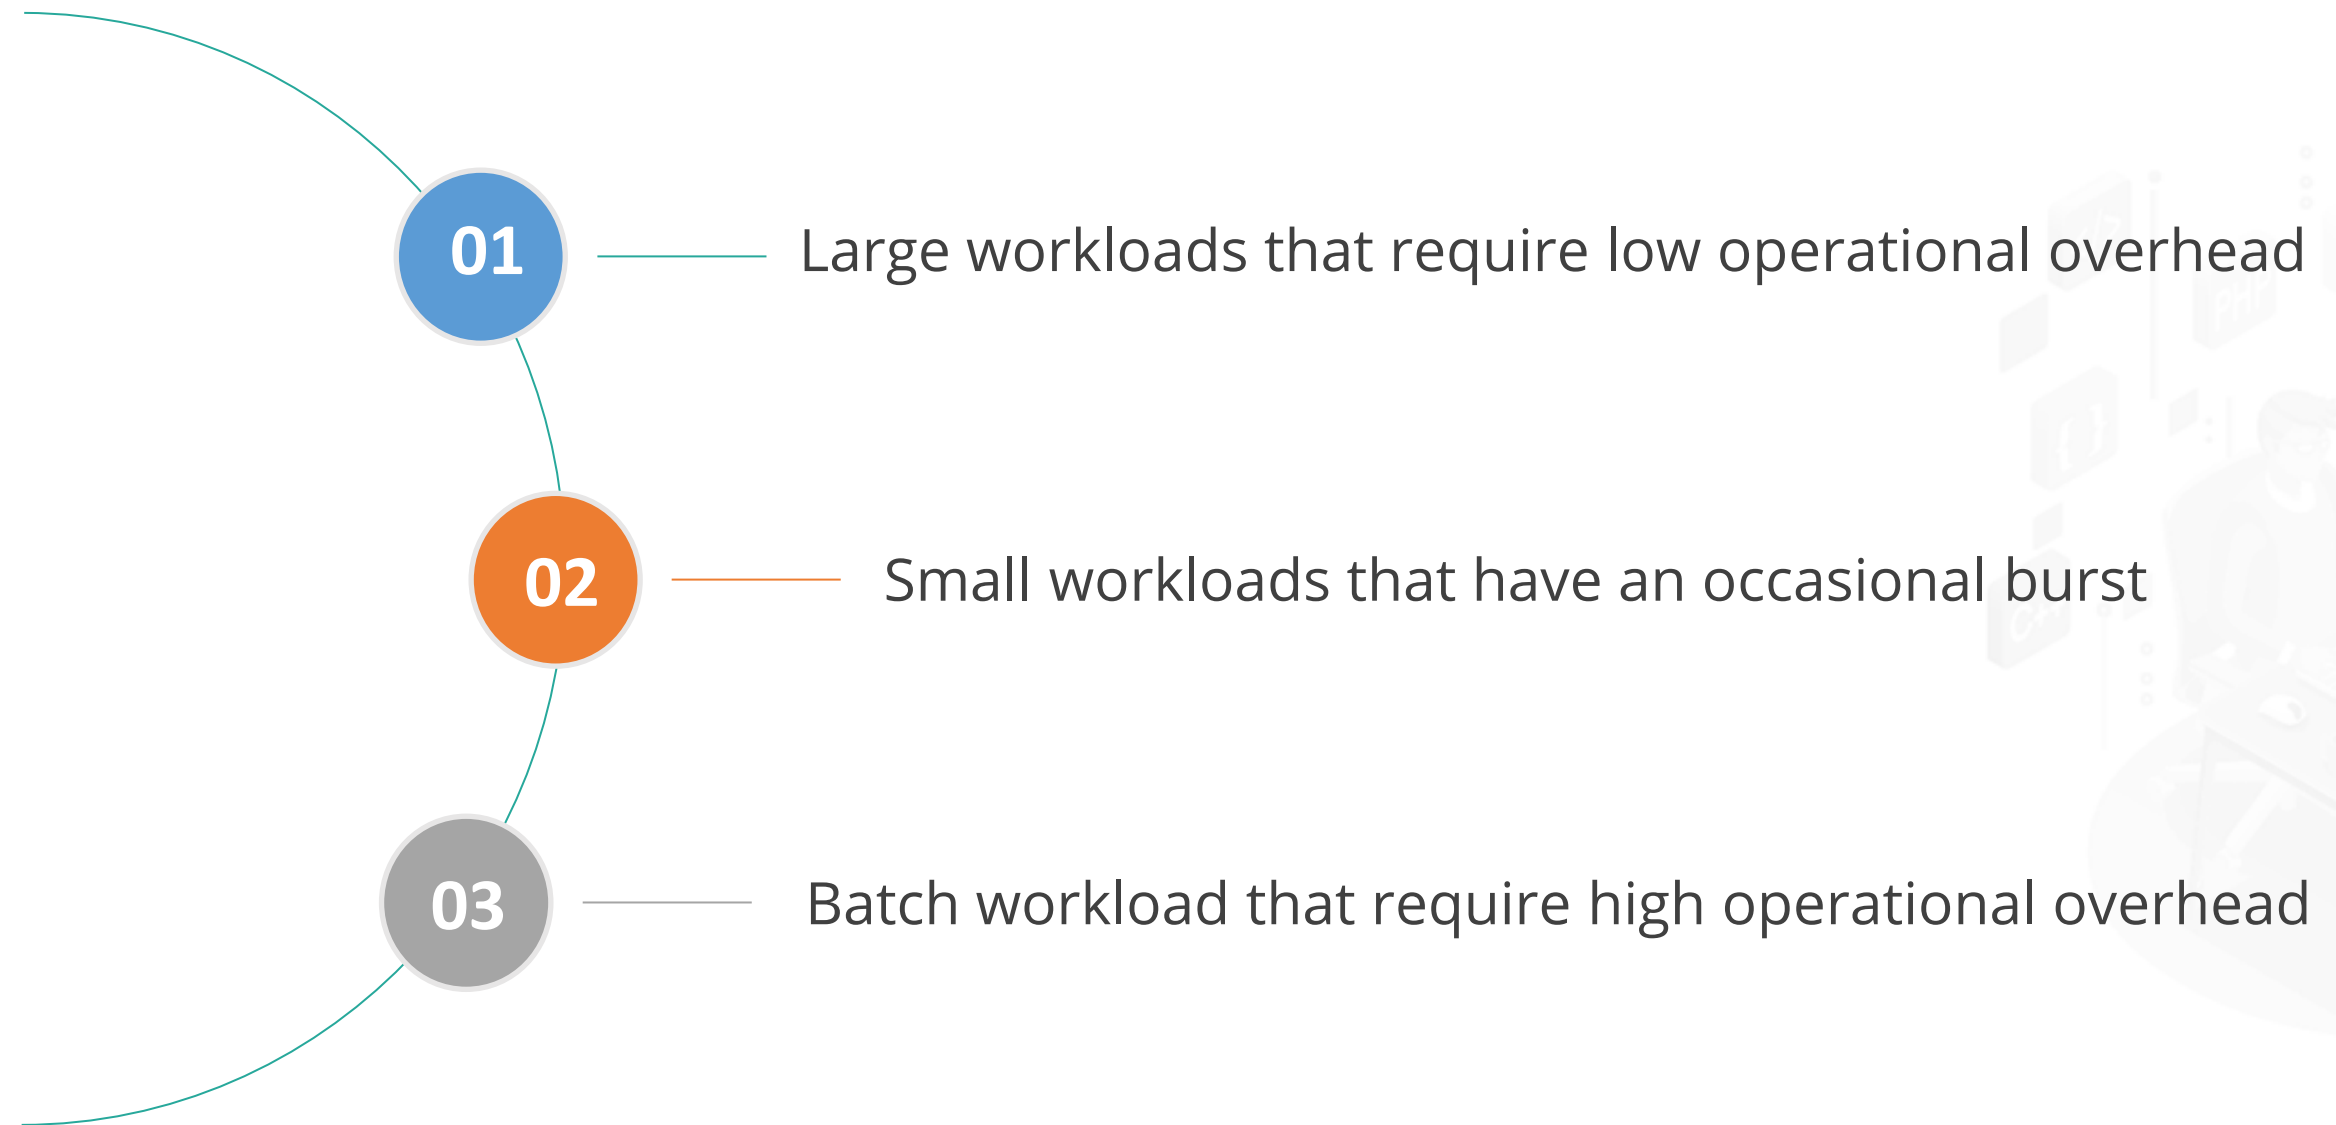 01
Large workloads that require low operational overhead
PHP
{ }
02
Small workloads that have an occasional burst
C++
03
Batch workload that require high operational overhead